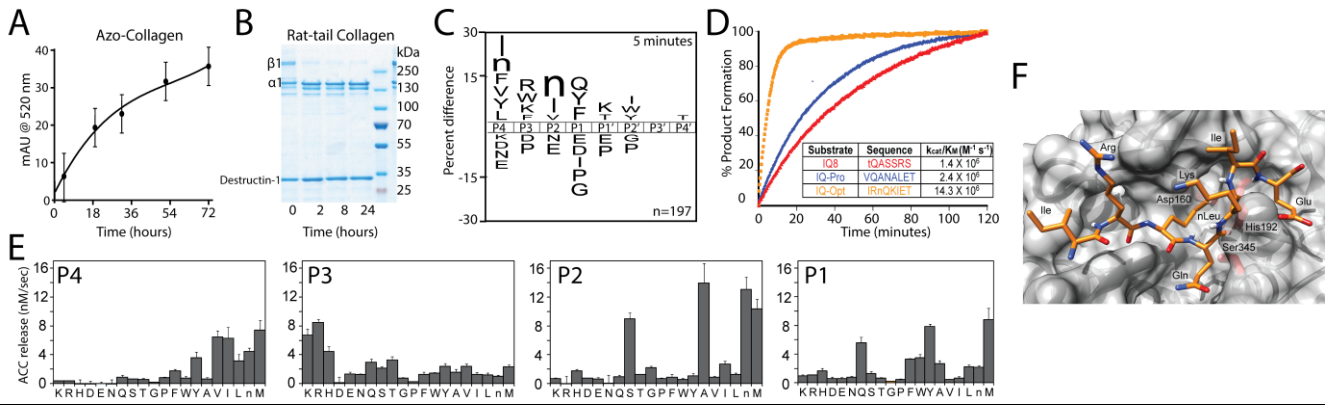 A
Azo-Collagen
mAU @ 520 nm
40
30
20
10
0
0 18 36 54 72
Time (hours)
B
Rat-tail Collagen
kDa
β1
α1
Destructin-1
250
130
100
70
55
35
25
0 2 8 24
Time (hours)
C
Percent difference
30
15
-15
-30
5 minutes
I
n
F
V
Y
L
R
W
K
F
n
I
V
Q
Y
F
K
T
I
T
P4 P3 P2 P1 P1' P2' P3' P4'
K
D
N
E
D
P
N
E
E
D
I
P
G
E
P
G
P
n=197
D
% Product Formation
100
80
60
40
20
0
0 20 40 60 80 100 120
Time (minutes)
Substrate Sequence kcat/KM (M-1 s-1)
IQ8 tQASSRS 1.4 X 10⁶
IQ-Pro VQANALET 2.4 X 10⁶
IQ-Opt IRnQKIET 14.3 X 10⁶
F
Arg
Ile
Lys
Asp160
Glu
nLeu
His192
Ile
Ser345
Gln
E
ACC release (nM/sec)
P4
16
12
8
4
0
KRHDENQSTGPFWYAVILnM
P3
16
12
8
4
0
KRHDENQSTGPFWYAVILnM
P2
16
12
8
4
0
KRHDENQSTGPFWYAVILnM
P1
16
12
8
4
0
KRHDENQSTGPFWYAVILnM